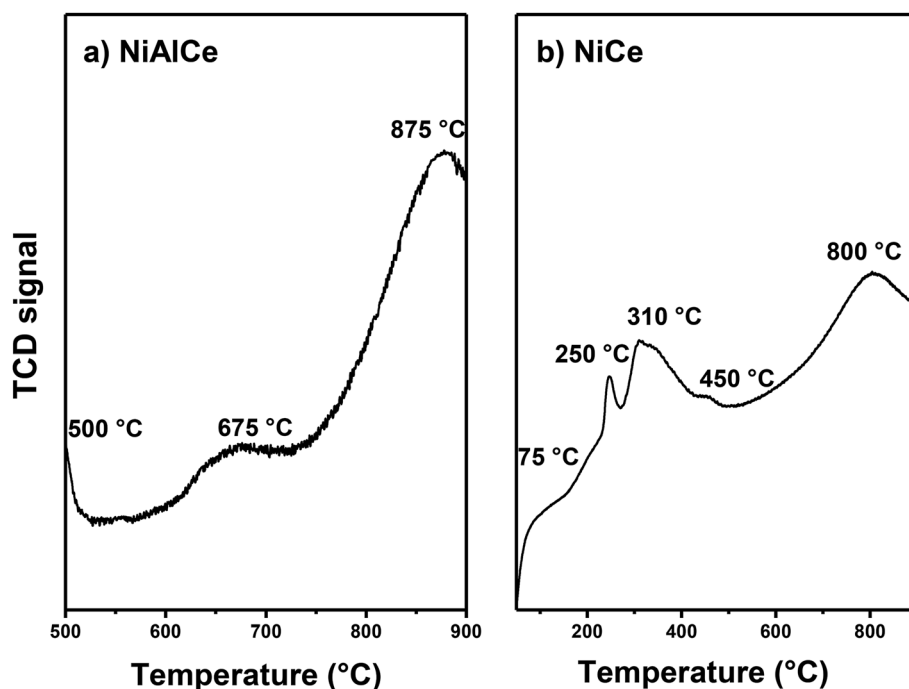 a) NiAlCe
875 °C
500 °C
675 °C
TCD signal
500 600 700 800 900
Temperature (°C)
b) NiCe
800 °C
310 °C
250 °C
450 °C
75 °C
200 400 600 800
Temperature (°C)